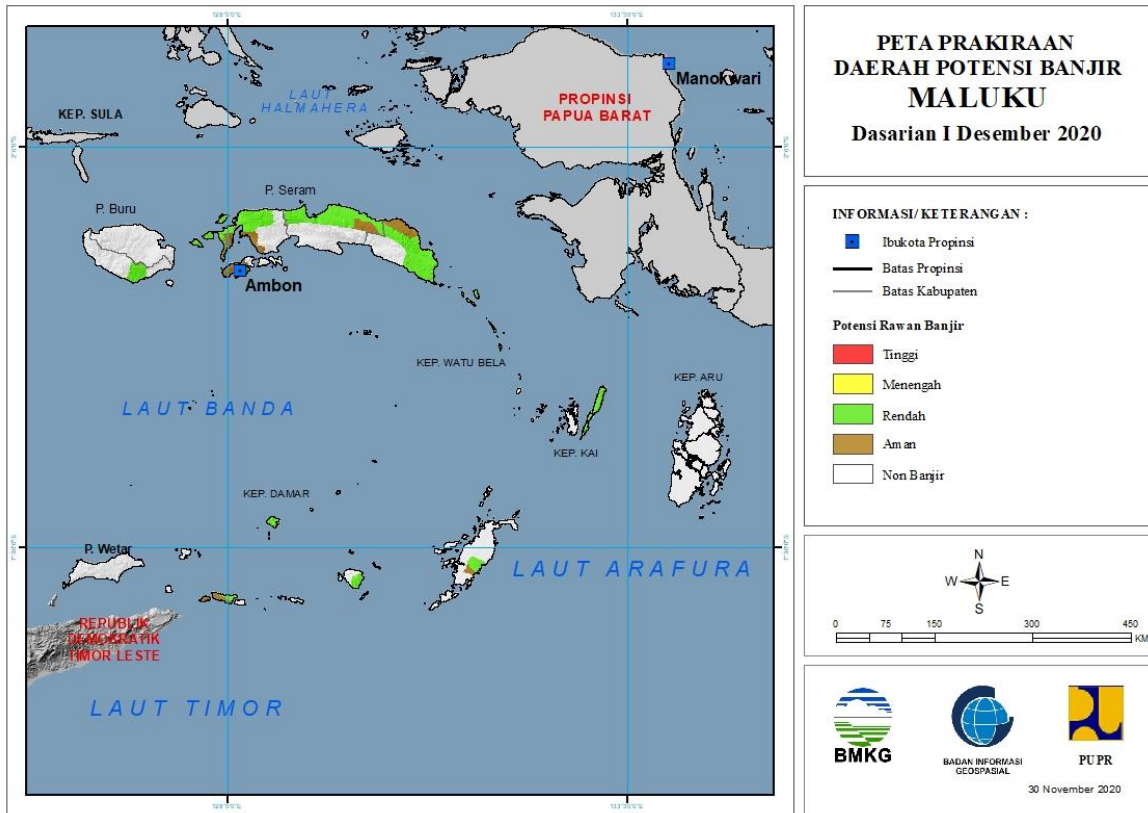 PETA PRAKIRAAN
DAERAH POTENSI BANJIR
MALUKU
Dasarian I Desember 2020
INFORMASI/ KETERANGAN :
Ibukota Propinsi
Batas Propinsi
Batas Kabupaten
Potensi Rawan Banjir
Tinggi
Menengah
Rendah
Aman
Non Banjir
N
W E
S
0 75 150 300 450
KM
BMKG
BADAN INFORMASI
GEOSPASIAL
PUPR
30 November 2020
Manokwari
LAUT
HALMAHERA
PROPINSI
PAPUA BARAT
KEP. SULA
P. Seram
P. Buru
Ambon
KEP. WATU BELA
KEP. ARU
LAUT BANDA
KEP. KAI
KEP. DAMAR
P. Wetar
LAUT ARAFURA
REPUBLIK
DEMOKRATIK
TIMOR LESTE
LAUT TIMOR